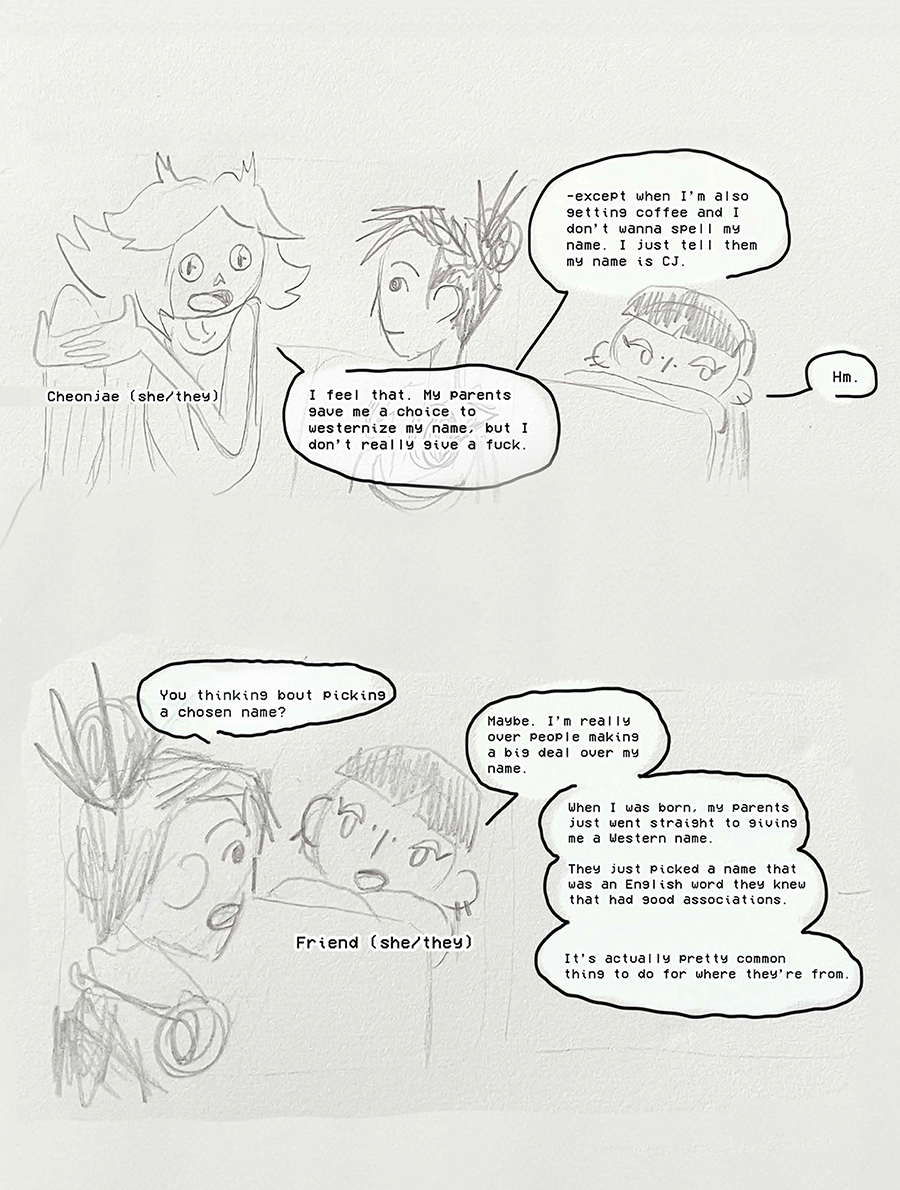 -except when I'm also
getting coffee and I
don't wanna spell my
name. I just tell them
my name is CJ.
Hm.
Cheonjae (she/they)
I feel that. My parents
gave me a choice to
westernize my name, but I
don't really give a fuck.
You thinking bout picking
a chosen name?
Maybe. I'm really
over people making
a big deal over my
name.
When I was born, my parents
just went straight to giving
me a Western name.
They just picked a name that
was an English word they knew
that had good associations.
Friend (she/they)
It's actually pretty common
thing to do for where they're from.